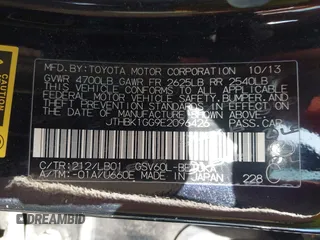 MFD BY: TOYOTA MOTOR CORPORATION 10/13
GVWR 4700LB GAWR FR 2625LB RR 2540LB
THIS VEHICLE CONFORMS TO ALL APPLICABLE
FEDERAL MOTOR VEHICLE SAFETY, BUMPER, AND
THEFT PREVENTION STANDARDS IN EFFECT ON
THE DATE OF MANUFACTURE SHOWN ABOVE.
JTHBK1GG9E2096426 PASS. CAR
C/TR: 212/LB01 GSV60L-
A/TM: -01A/U660E MADE IN JAPAN 228
DREAMBID